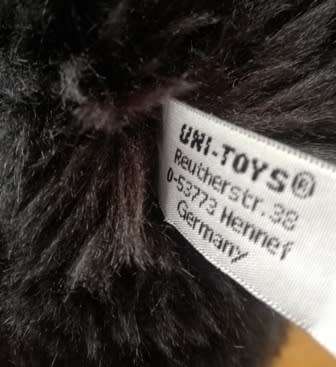 UNI-TOYS®
Reutherstr. 38
D-53773 Hennef
Germany